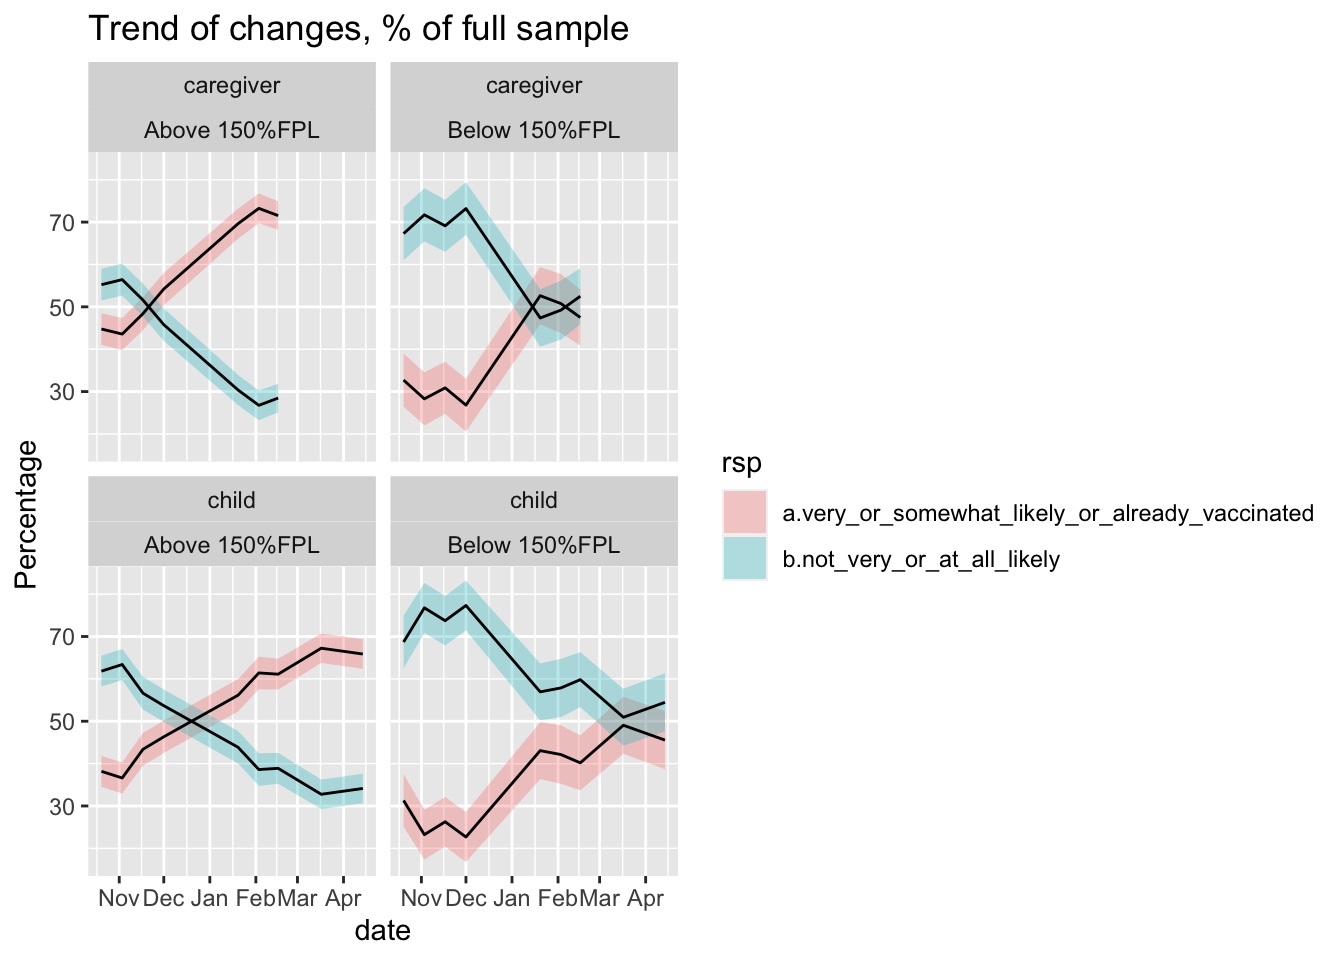 Trend of changes, % of full sample
caregiver
Above 150%FPL
caregiver
Below 150%FPL
70
50
30
child
Above 150%FPL
child
Below 150%FPL
70
50
30
Nov Dec Jan Feb Mar Apr
Nov Dec Jan Feb Mar Apr
date
Percentage
rsp
a.very_or_somewhat_likely_or_already_vaccinated
b.not_very_or_at_all_likely